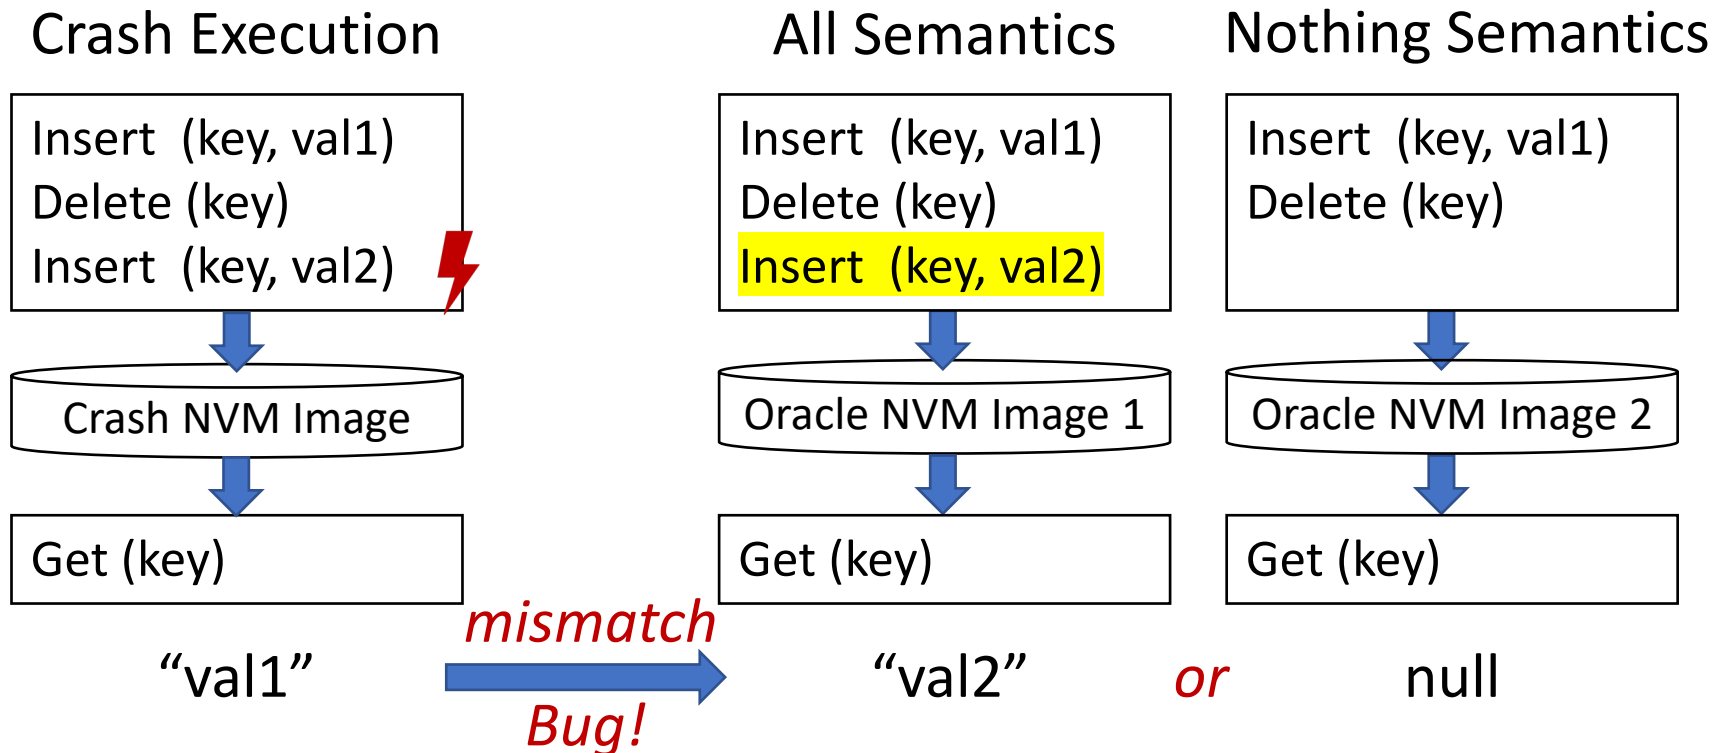 Crash Execution
Insert  (key, val1)
Delete (key)
Insert  (key, val2)
Crash NVM Image
Get (key)
“val1”
mismatch
Bug!
All Semantics
Insert  (key, val1)
Delete (key)
Insert  (key, val2)
Oracle NVM Image 1
Get (key)
“val2”
or
Nothing Semantics
Insert  (key, val1)
Delete (key)
Oracle NVM Image 2
Get (key)
null